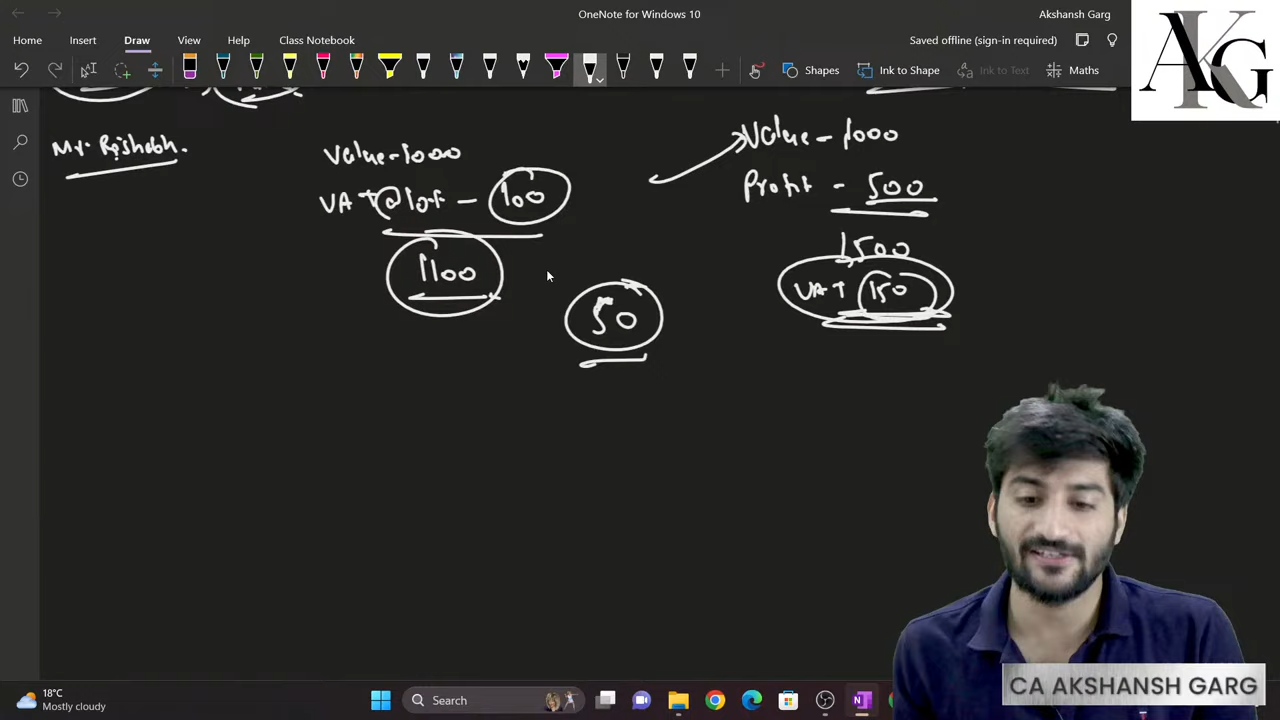 OneNote for Windows 10
Akshansh Garg
Home Insert Draw View Help Class Notebook
Saved offline (sign-in required)
Shapes Ink to Shape Ink to Text Maths
AKG
Mr. Rishabh.
Value - 1000
VAT @ 10% - 100
1100
50
Value - 1000
Profit - 500
1500
VAT 150
CA AKSHANSH GARG
18°C
Mostly cloudy
Search